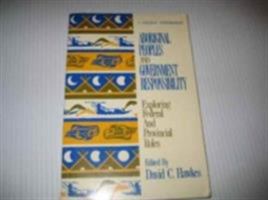 ABORIGINAL
PEOPLES
AND
GOVERNMENT
RESPONSIBILITY
Exploring
Federal
And
Provincial
Roles
Edited By
David C. Hawkes